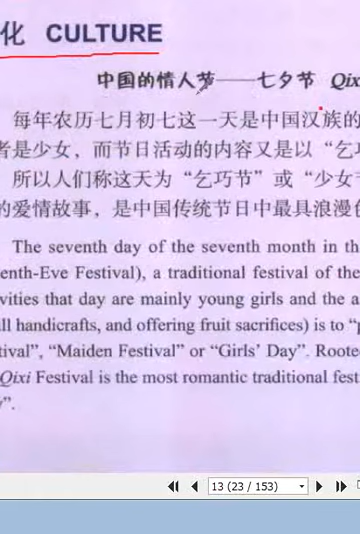 化 CULTURE
中国的情人节——七夕节 Qix
每年农历七月初七这一天是中国汉族的
者是少女，而节日活动的内容又是以“乞巧
所以人们称这天为“乞巧节”或“少女
的爱情故事，是中国传统节日中最具浪漫
The seventh day of the seventh month in th
enth-Eve Festival), a traditional festival of the
vities that day are mainly young girls and the a
ll handicrafts, and offering fruit sacrifices) is to “p
tival”, “Maiden Festival” or “Girls’ Day”. Roote
Qixi Festival is the most romantic traditional festi
y”.
13 (23 / 153)